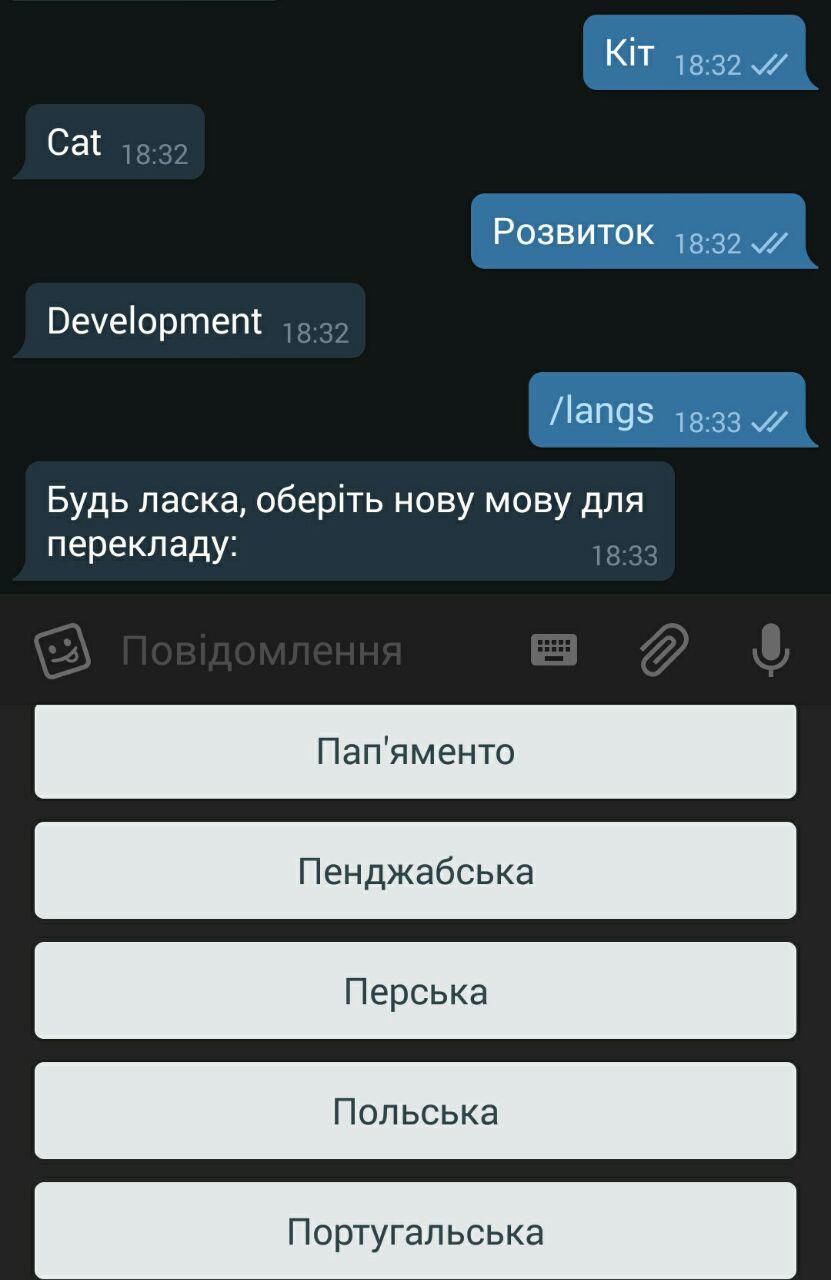 Кіт 18:32
Cat 18:32
Розвиток 18:32
Development 18:32
/langs 18:33
Будь ласка, оберіть нову мову для
перекладу: 18:33
Повідомлення
Пап'яменто
Пенджабська
Перська
Польська
Португальська